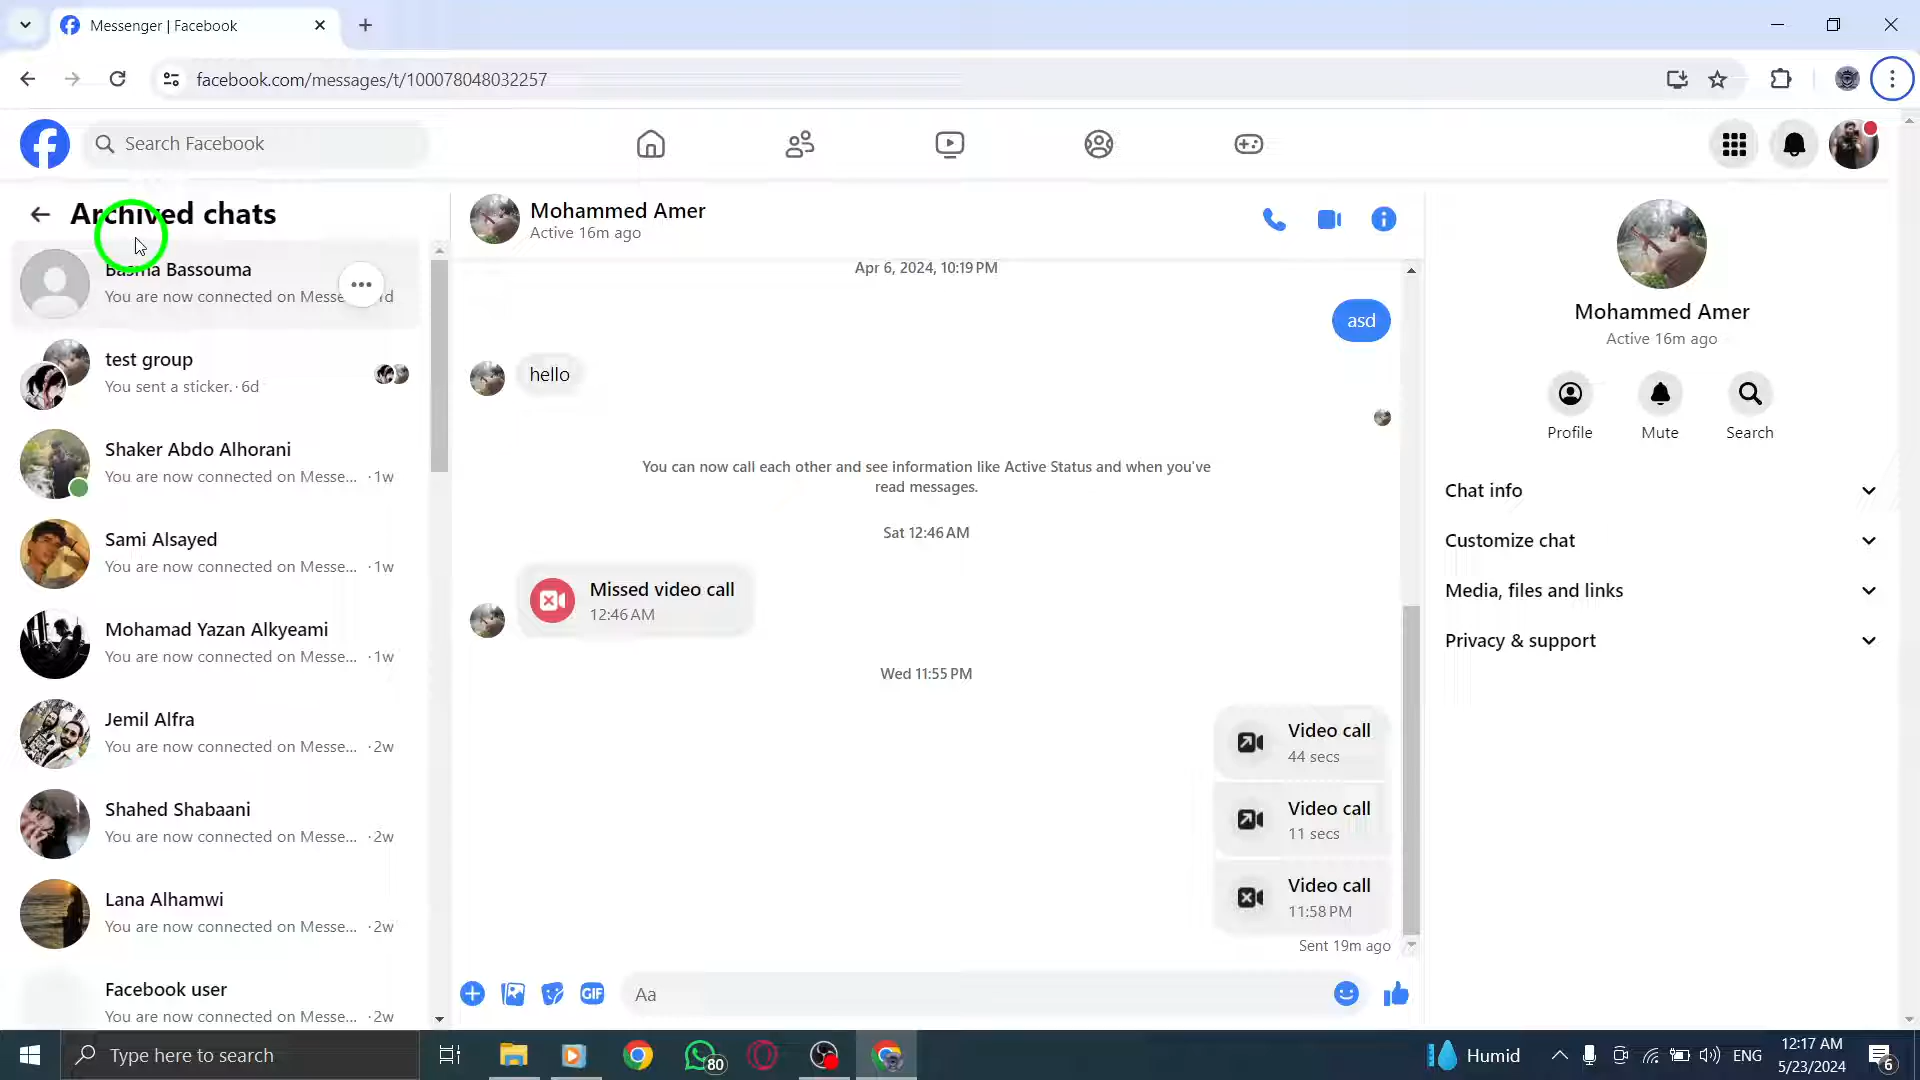 Messenger | Facebook
facebook.com/messages/t/100078048032257
Search Facebook
Archived chats
Basma Bassouma
You are now connected on Messe...
1d
test group
You sent a sticker. · 6d
Shaker Abdo Alhorani
You are now connected on Messe... · 1w
Sami Alsayed
You are now connected on Messe... · 1w
Mohamad Yazan Alkyeami
You are now connected on Messe... · 1w
Jemil Alfra
You are now connected on Messe... · 2w
Shahed Shabaani
You are now connected on Messe... · 2w
Lana Alhamwi
You are now connected on Messe... · 2w
Facebook user
You are now connected on Messe... · 2w
Mohammed Amer
Active 16m ago
Apr 6, 2024, 10:19 PM
asd
hello
You can now call each other and see information like Active Status and when you've
read messages.
Sat 12:46 AM
Missed video call
12:46 AM
Wed 11:55 PM
Video call
44 secs
Video call
11 secs
Video call
11:58 PM
Sent 19m ago
GIF
Aa
Mohammed Amer
Active 16m ago
Profile
Mute
Search
Chat info
Customize chat
Media, files and links
Privacy & support
Type here to search
80
Humid
ENG
12:17 AM
5/23/2024
6